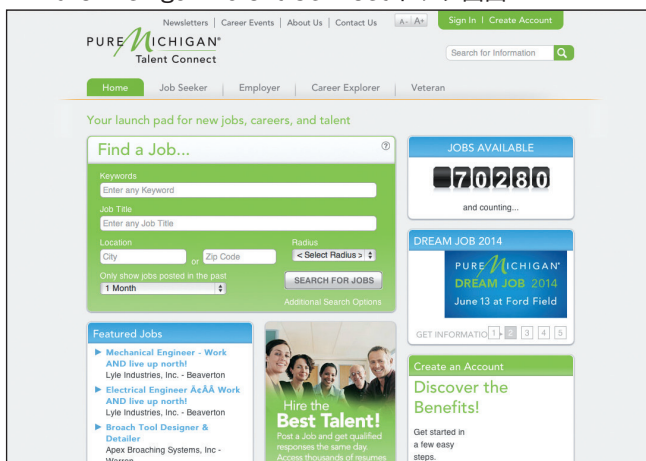 Newsletters | Career Events | About Us | Contact Us
A- A+
Sign In | Create Account
PURE MICHIGAN®
Talent Connect
Search for Information
Home
Job Seeker
Employer
Career Explorer
Veteran
Your launch pad for new jobs, careers, and talent
Find a Job...
?
Keywords
Enter any Keyword
Job Title
Enter any Job Title
Location
Radius
City
or
Zip Code
< Select Radius >
Only show jobs posted in the past
1 Month
SEARCH FOR JOBS
Additional Search Options
JOBS AVAILABLE
70280
and counting...
DREAM JOB 2014
PURE MICHIGAN®
DREAM JOB 2014
June 13 at Ford Field
GET INFORMATIO
1 2 3 4 5
Featured Jobs
Mechanical Engineer - Work
AND live up north!
Lyle Industries, Inc. - Beaverton
Electrical Engineer Ã¢ÂÂ Work
AND live up north!
Lyle Industries, Inc. - Beaverton
Broach Tool Designer &
Detailer
Apex Broaching Systems, Inc -
Hire the
Best Talent!
Post a Job and get qualified
responses the same day.
Access thousands of resumes
Create an Account
Discover the
Benefits!
Get started in
a few easy
steps.